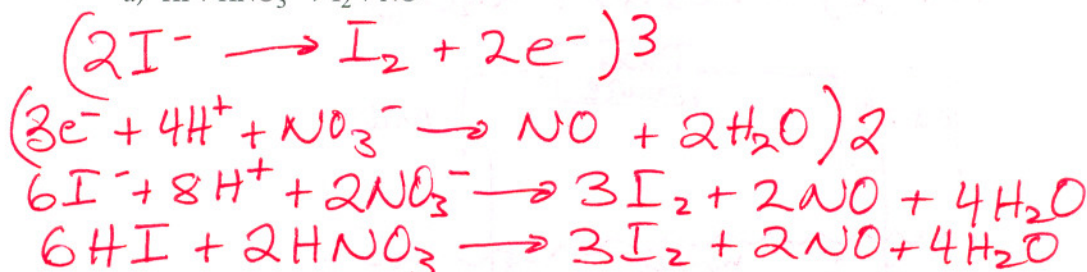 (2I⁻ → I₂ + 2e⁻)3
(3e⁻ + 4H⁺ + NO₃⁻ → NO + 2H₂O)2
6I⁻ + 8H⁺ + 2NO₃⁻ → 3I₂ + 2NO + 4H₂O
6HI + 2HNO₃ → 3I₂ + 2NO + 4H₂O